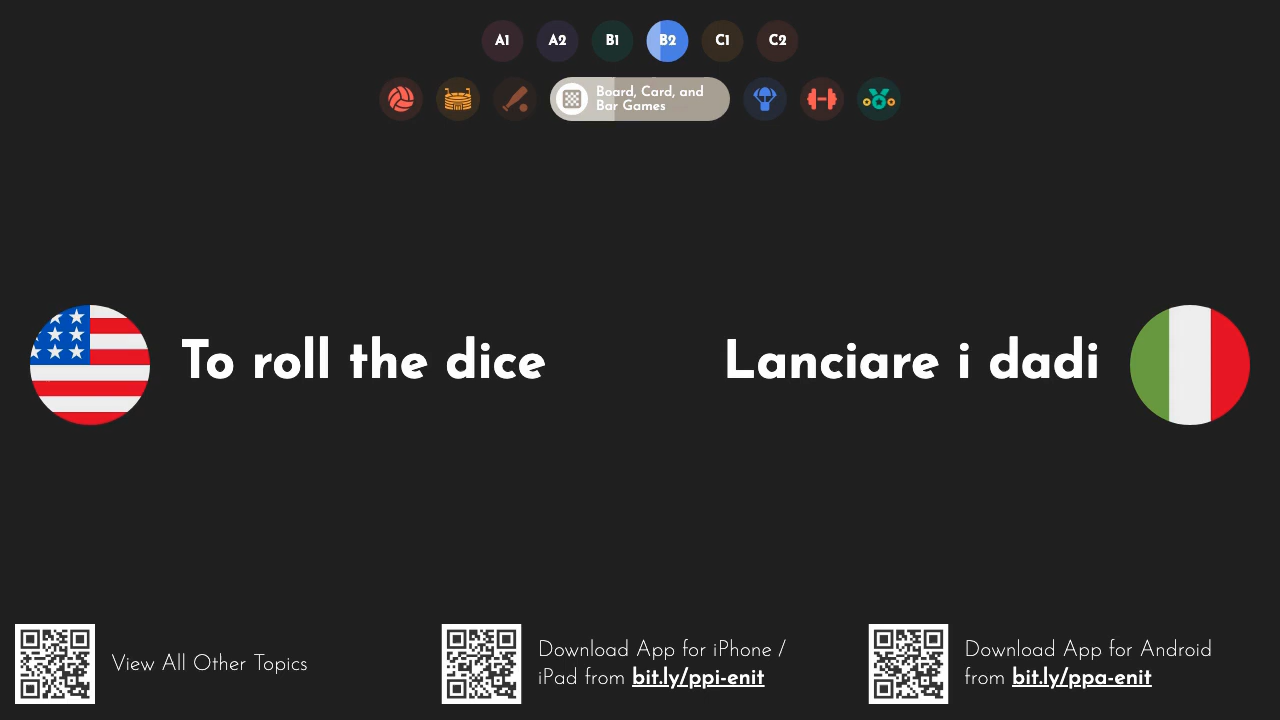 A1 A2 B1 B2 C1 C2
Board, Card, and
Bar Games
To roll the dice
Lanciare i dadi
View All Other Topics
Download App for iPhone /
iPad from bit.ly/ppi-enit
Download App for Android
from bit.ly/ppa-enit